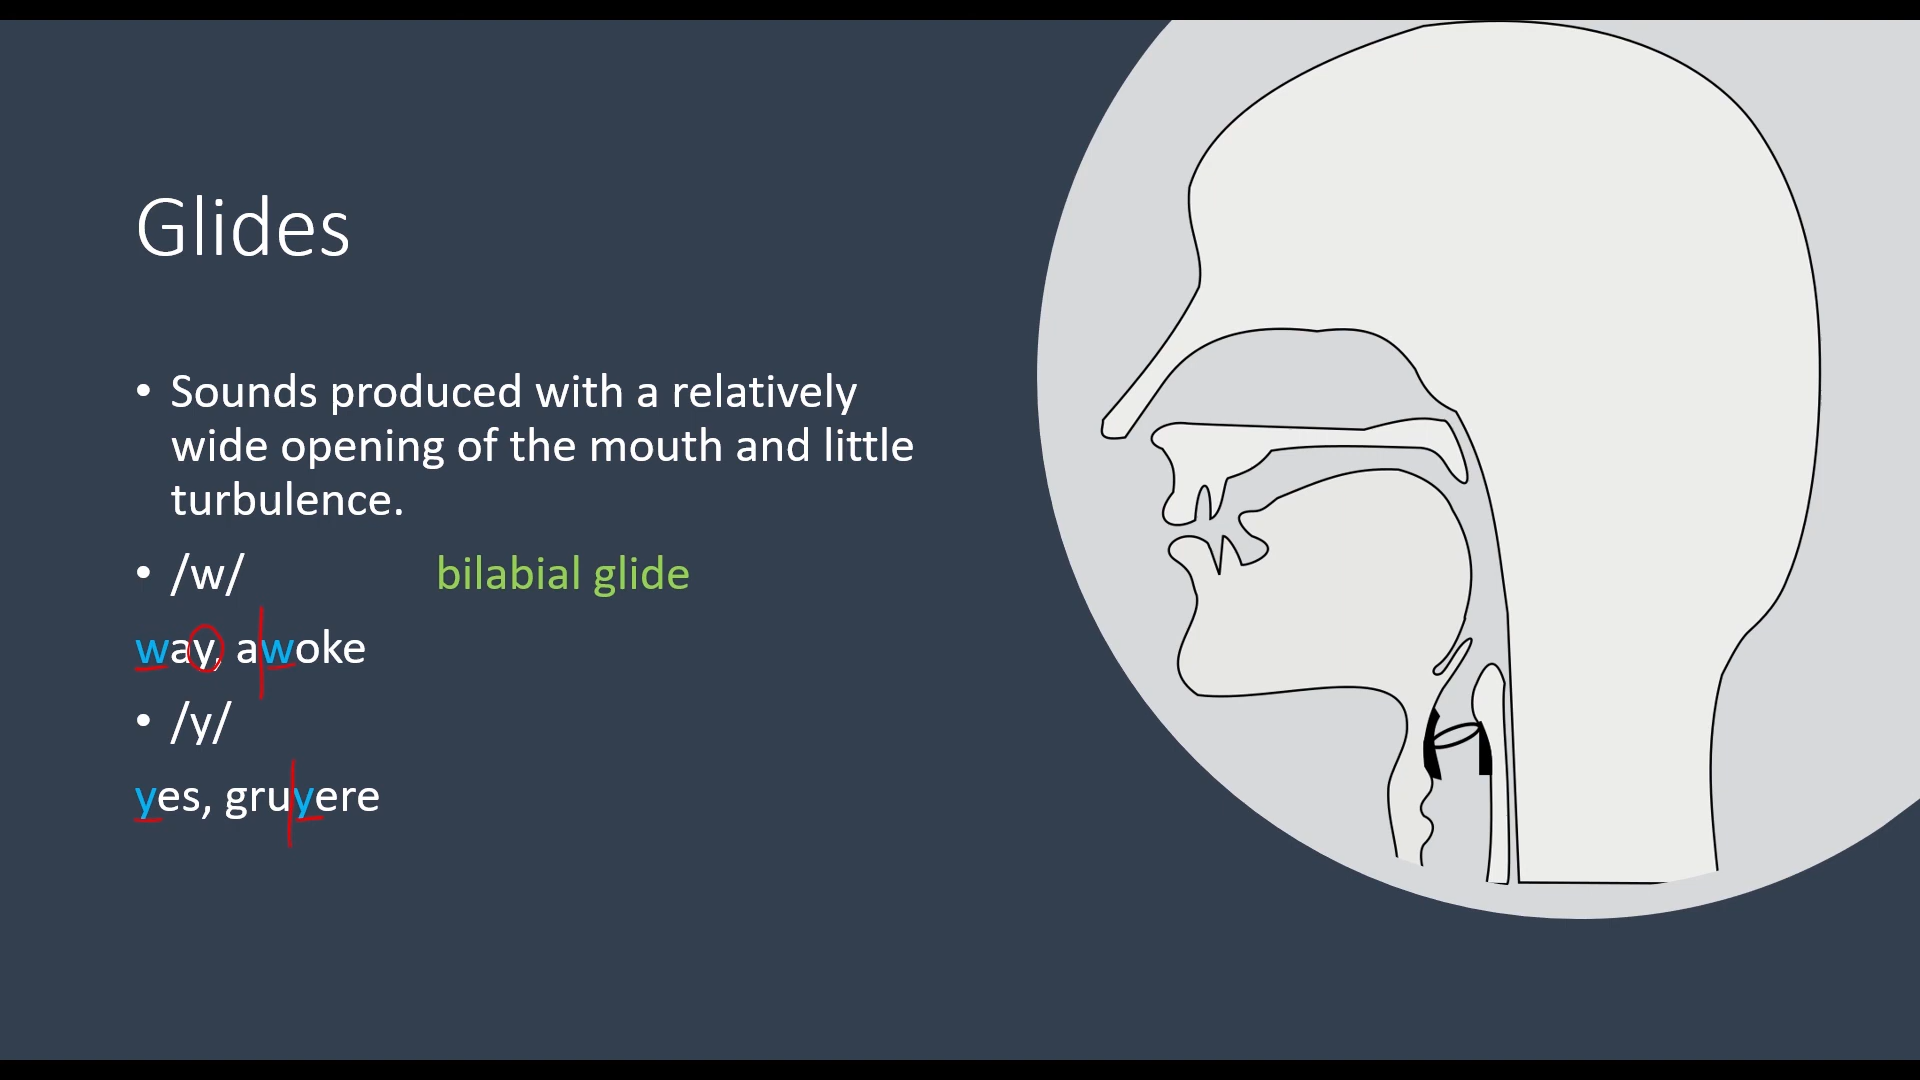 Glides
• Sounds produced with a relatively
wide opening of the mouth and little
turbulence.
• /w/ bilabial glide
way, awoke
• /y/
yes, gruyere